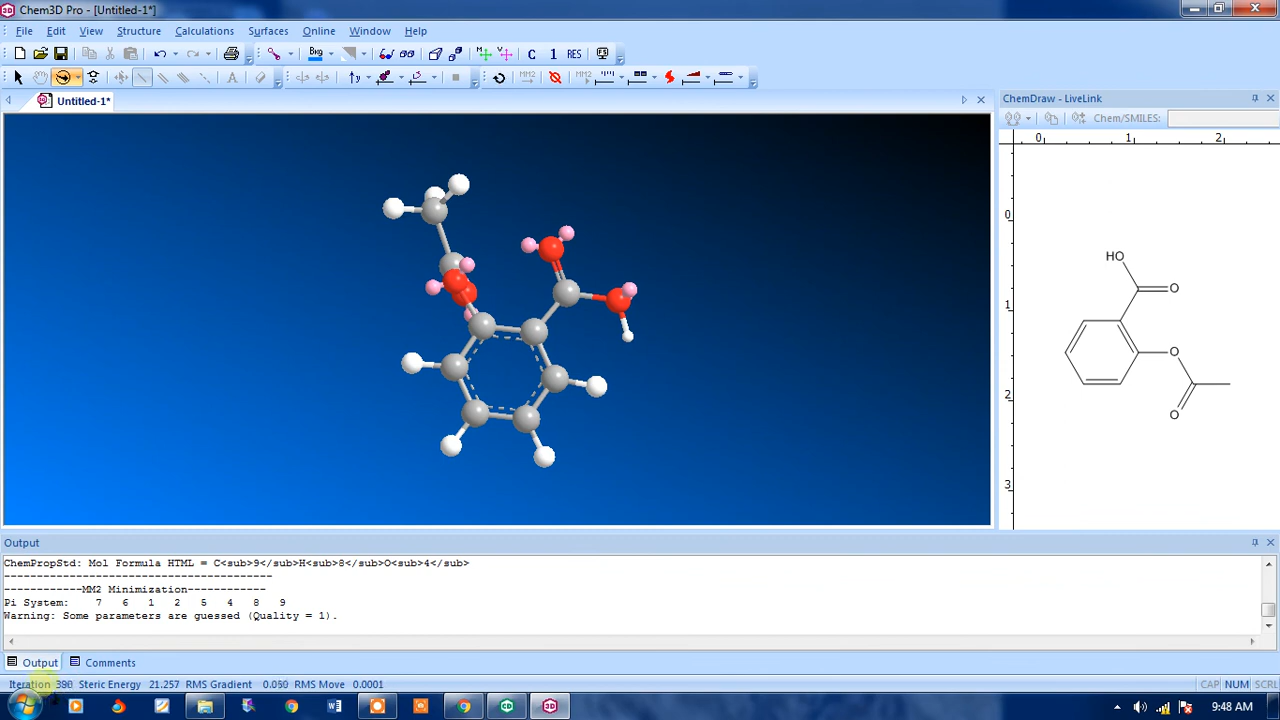 Chem3D Pro - [Untitled-1*]
File Edit View Structure Calculations Surfaces Online Window Help
Bkg C 1 RES
MM2 MM2
Untitled-1*
ChemDraw - LiveLink
Chem/SMILES:
0 1 2
0
1
2
3
HO
O
O
O
Output
ChemPropStd: Mol Formula HTML = C<sub>9</sub>H<sub>8</sub>O<sub>4</sub>
------------------------------------------
------------MM2 Minimization------------
Pi System: 7 6 1 2 5 4 8 9
Warning: Some parameters are guessed (Quality = 1).
Output Comments
Iteration 390 Steric Energy 21.257 RMS Gradient 0.060 RMS Move 0.0001
CAP NUM SCRL
9:48 AM